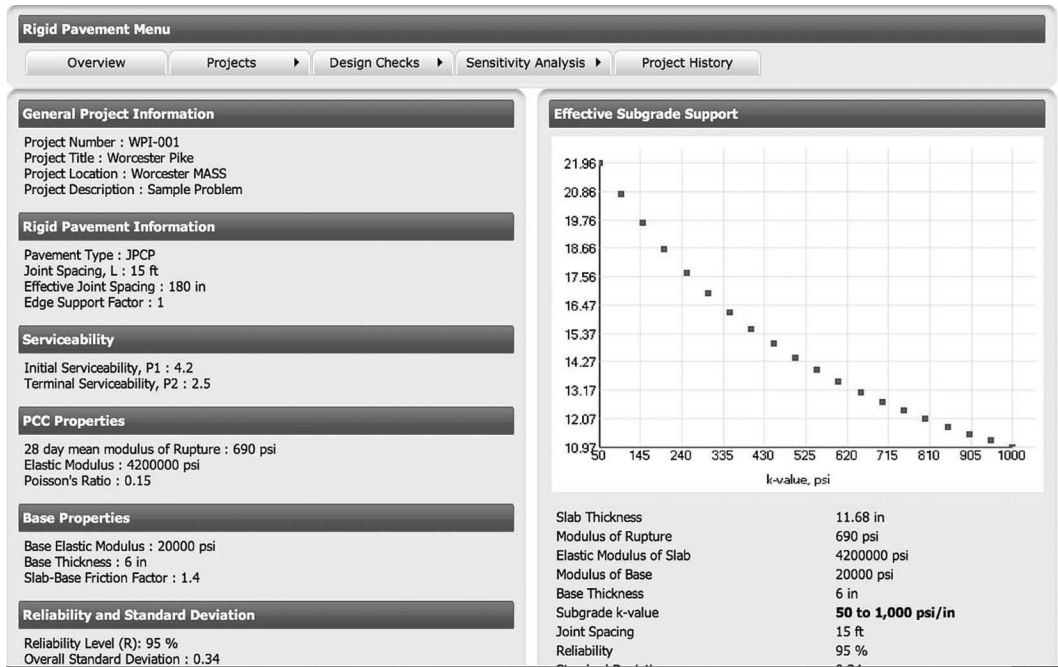 Rigid Pavement Menu
Overview Projects Design Checks Sensitivity Analysis Project History
General Project Information
Project Number : WPI-001
Project Title : Worcester Pike
Project Location : Worcester MASS
Project Description : Sample Problem
Rigid Pavement Information
Pavement Type : JPCP
Joint Spacing, L : 15 ft
Effective Joint Spacing : 180 in
Edge Support Factor : 1
Serviceability
Initial Serviceability, P1 : 4.2
Terminal Serviceability, P2 : 2.5
PCC Properties
28 day mean modulus of Rupture : 690 psi
Elastic Modulus : 4200000 psi
Poisson's Ratio : 0.15
Base Properties
Base Elastic Modulus : 20000 psi
Base Thickness : 6 in
Slab-Base Friction Factor : 1.4
Reliability and Standard Deviation
Reliability Level (R): 95 %
Overall Standard Deviation : 0.34
Effective Subgrade Support
21.96
20.86
19.76
18.66
17.56
16.47
15.37
14.27
13.17
12.07
10.97
50 145 240 335 430 525 620 715 810 905 1000
k-value, psi
Slab Thickness 11.68 in
Modulus of Rupture 690 psi
Elastic Modulus of Slab 4200000 psi
Modulus of Base 20000 psi
Base Thickness 6 in
Subgrade k-value 50 to 1,000 psi/in
Joint Spacing 15 ft
Reliability 95 %